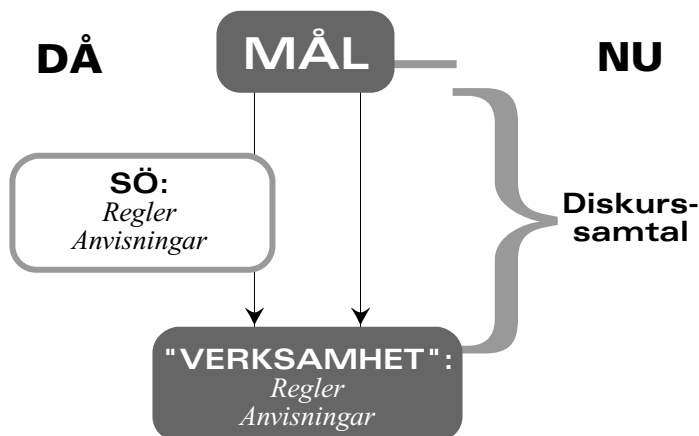 DÅ
MÅL
NU
SÖ:
Regler
Anvisningar
Diskurs-
samtal
"VERKSAMHET":
Regler
Anvisningar